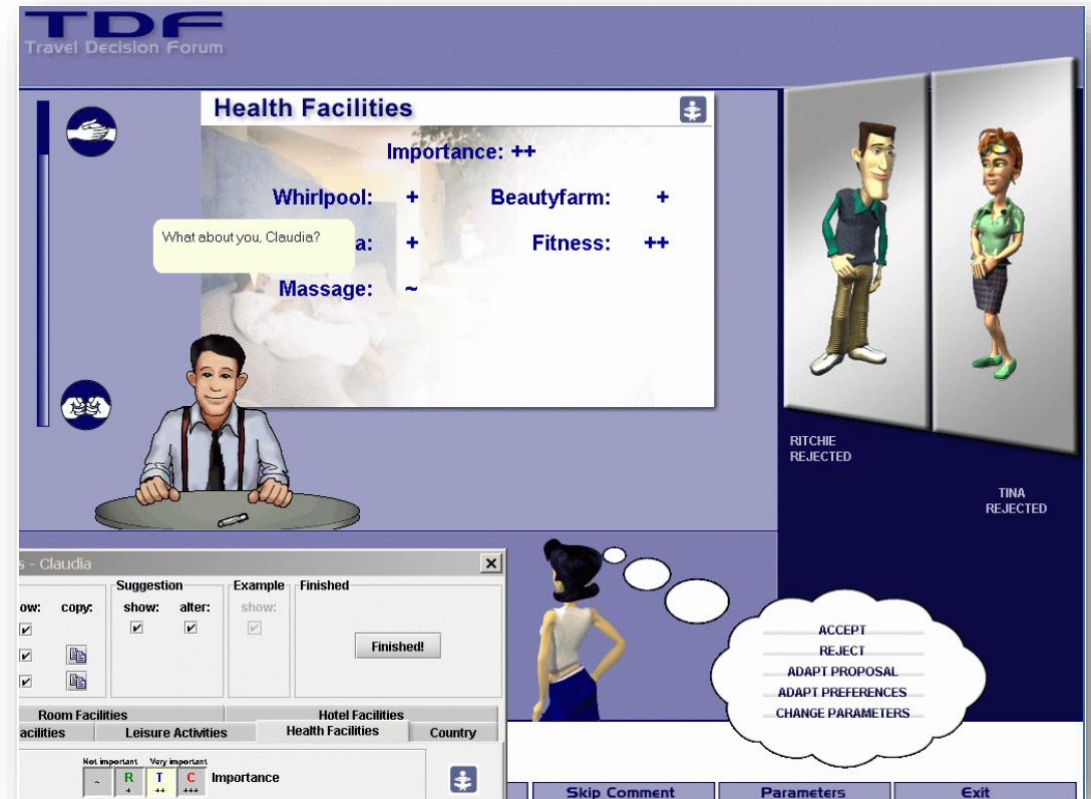 TDF
Travel Decision Forum
Health Facilities
Importance: ++
Whirlpool: + Beautyfarm: +
What about you, Claudia?
a: + Fitness: ++
Massage: ~
RITCHIE
REJECTED
TINA
REJECTED
s - Claudia
Suggestion Example Finished
ow: copy: show: alter: show:
Finished!
Room Facilities Hotel Facilities
acilities Leisure Activities Health Facilities Country
Not important Very important
~ R T C Importance
+ ++ +++
ACCEPT
REJECT
ADAPT PROPOSAL
ADAPT PREFERENCES
CHANGE PARAMETERS
Skip Comment Parameters Exit